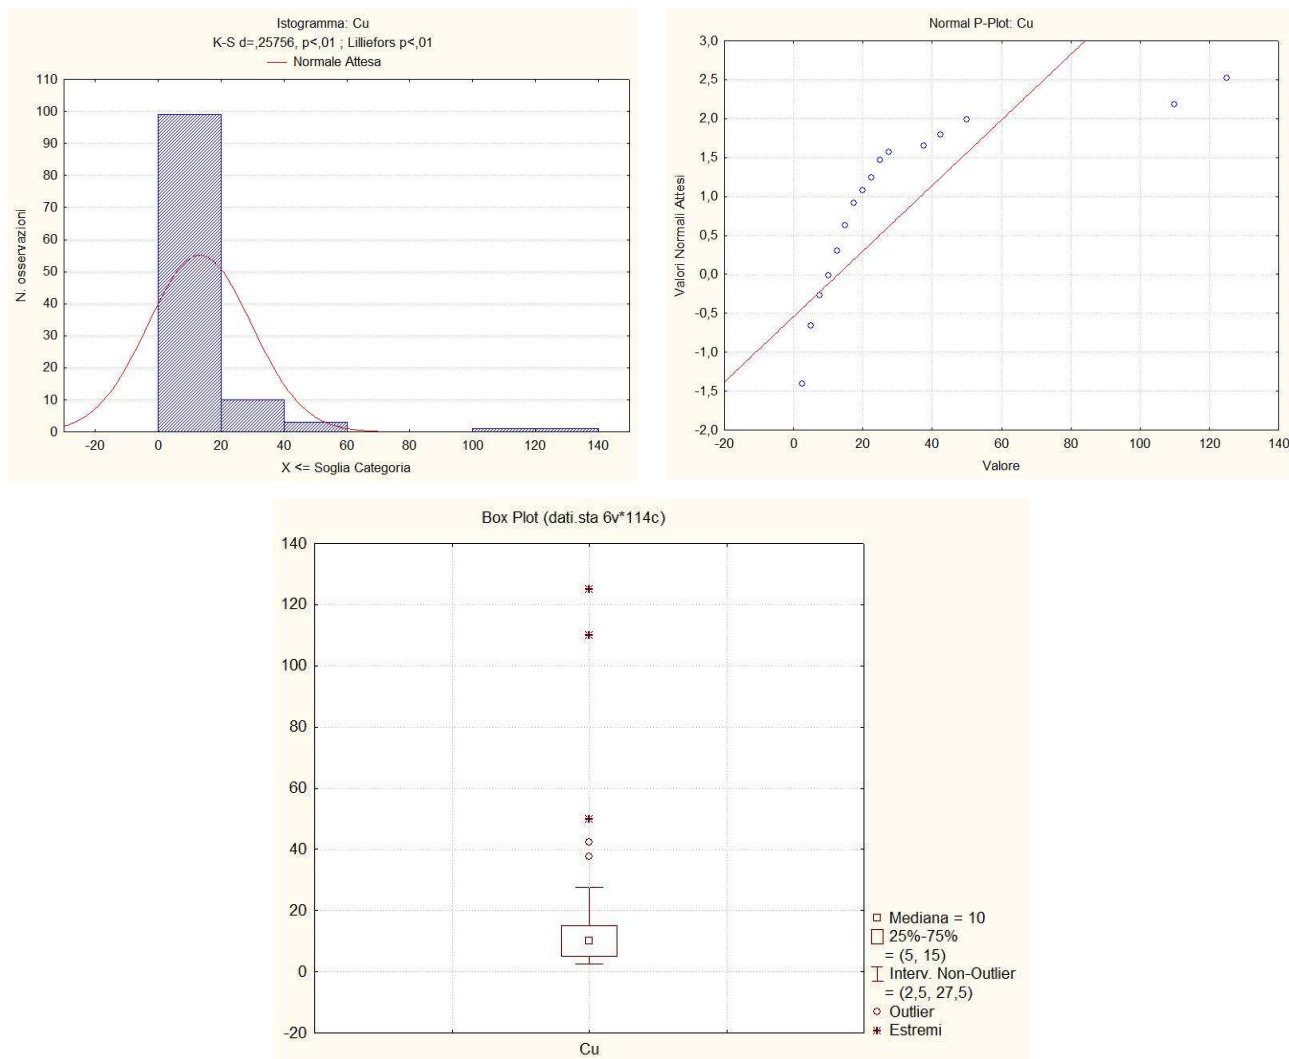 Istogramma: Cu
K-S d=,25756, p<,01 ; Lilliefors p<,01
Normale Attesa
110
100
90
80
70
60
50
40
30
20
10
0
N. osservazioni
-20 0 20 40 60 80 100 120 140
X <= Soglia Categoria
Normal P-Plot: Cu
3,0
2,5
2,0
1,5
1,0
0,5
0,0
-0,5
-1,0
-1,5
-2,0
Valori Normali Attesi
-20 0 20 40 60 80 100 120 140
Valore
Box Plot (dati.sta 6v*114c)
140
120
100
80
60
40
20
0
-20
Cu
Mediana = 10
25%-75%
= (5, 15)
Interv. Non-Outlier
= (2,5, 27,5)
Outlier
Estremi